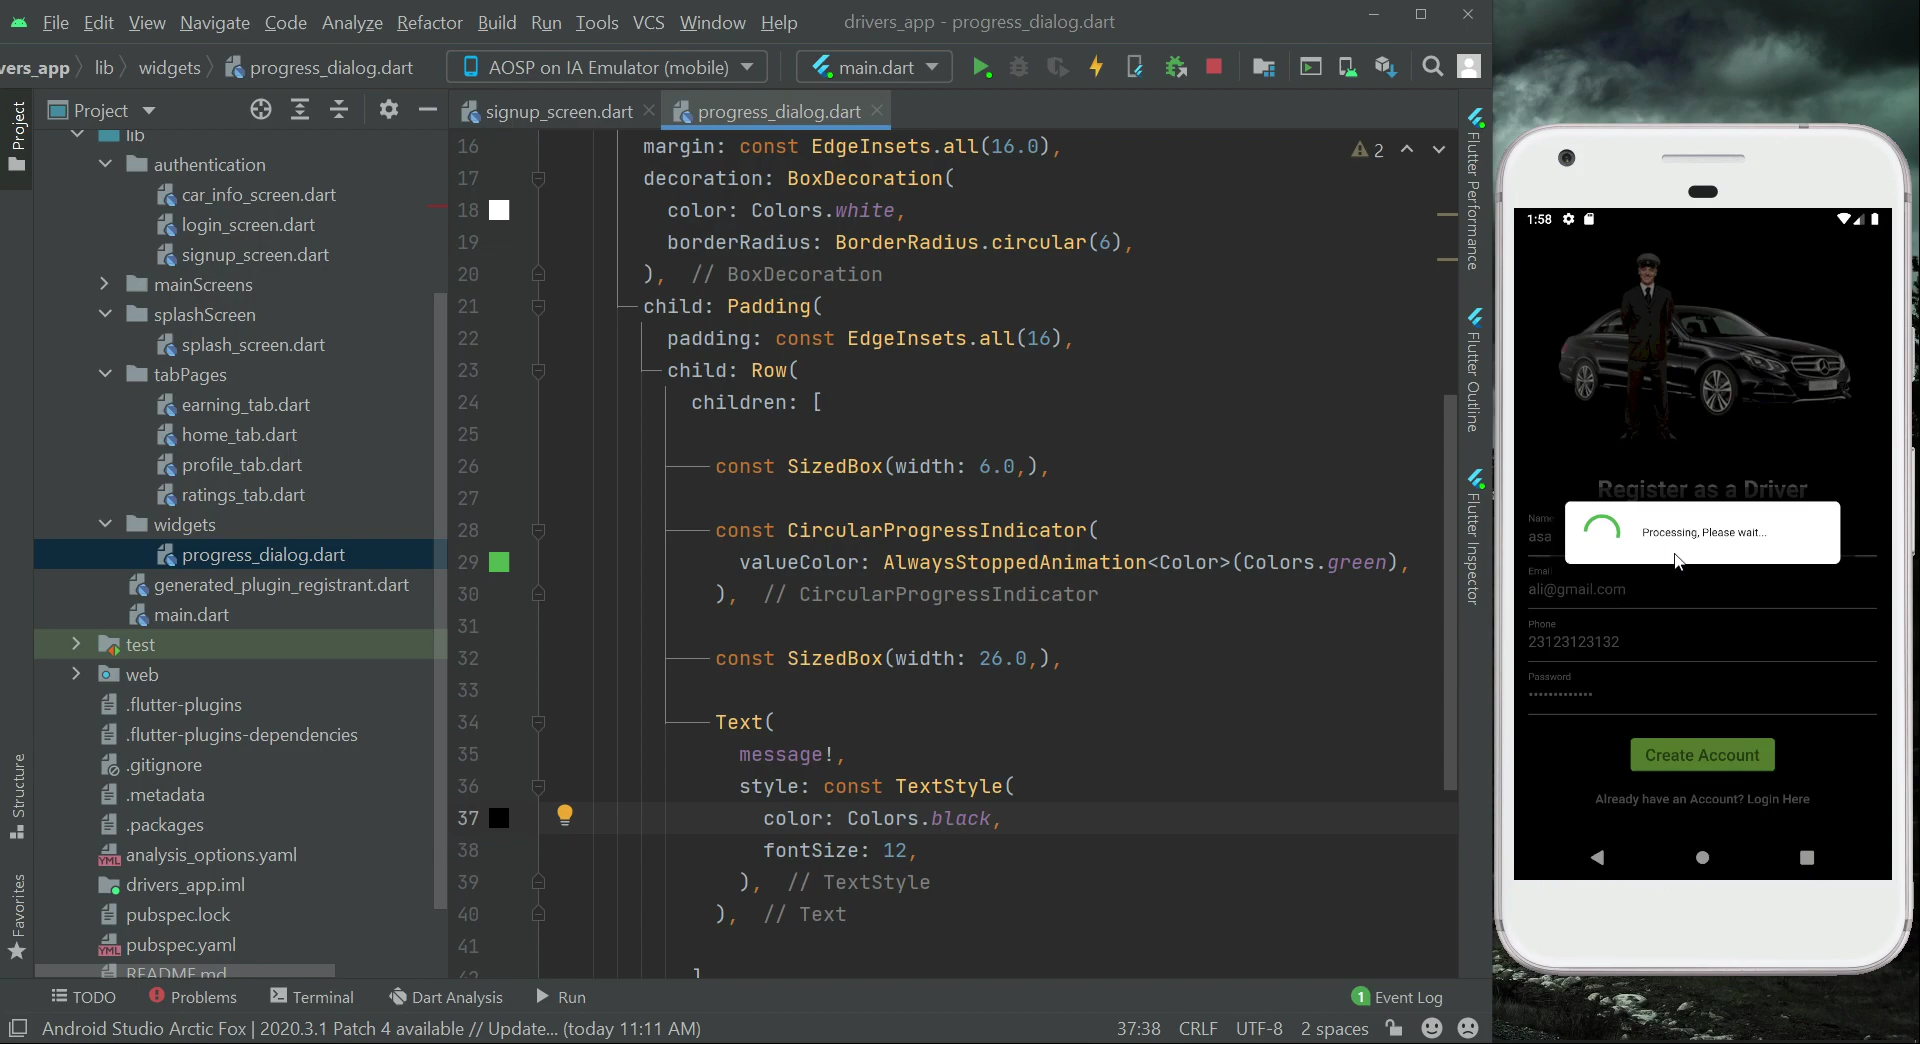 File Edit View Navigate Code Analyze Refactor Build Run Tools VCS Window Help drivers_app - progress_dialog.dart
vers_app lib widgets progress_dialog.dart AOSP on IA Emulator (mobile) main.dart
Project
signup_screen.dart progress_dialog.dart
Project
lib
authentication
car_info_screen.dart
login_screen.dart
signup_screen.dart
mainScreens
splashScreen
splash_screen.dart
tabPages
earning_tab.dart
home_tab.dart
profile_tab.dart
ratings_tab.dart
widgets
progress_dialog.dart
generated_plugin_registrant.dart
main.dart
test
web
.flutter-plugins
.flutter-plugins-dependencies
.gitignore
.metadata
.packages
analysis_options.yaml
drivers_app.iml
pubspec.lock
pubspec.yaml
README.md
Structure
Favorites
16 margin: const EdgeInsets.all(16.0),
2
17 decoration: BoxDecoration(
18 color: Colors.white,
19 borderRadius: BorderRadius.circular(6),
20 ), // BoxDecoration
21 child: Padding(
22 padding: const EdgeInsets.all(16),
23 child: Row(
24 children: [
25
26 const SizedBox(width: 6.0,),
27
28 const CircularProgressIndicator(
29 valueColor: AlwaysStoppedAnimation<Color>(Colors.green),
30 ), // CircularProgressIndicator
31
32 const SizedBox(width: 26.0,),
33
34 Text(
35 message!,
36 style: const TextStyle(
37 color: Colors.black,
38 fontSize: 12,
39 ), // TextStyle
40 ), // Text
41
42 ]
Flutter Performance
Flutter Outline
Flutter Inspector
1:58
Register as a Driver
Processing, Please wait...
Name
asa
Email
ali@gmail.com
Phone
23123123132
Password
•••••••••••••
Create Account
Already have an Account? Login Here
TODO Problems Terminal Dart Analysis Run 1 Event Log
Android Studio Arctic Fox | 2020.3.1 Patch 4 available // Update... (today 11:11 AM) 37:38 CRLF UTF-8 2 spaces